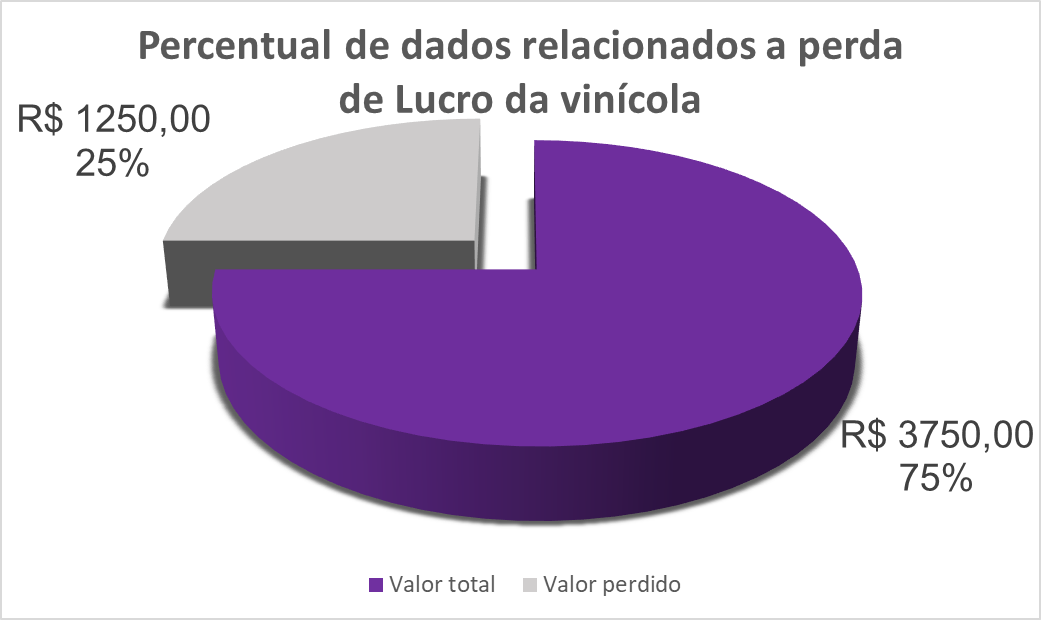 Percentual de dados relacionados a perda
de Lucro da vinícola
R$ 1250,00
25%
R$ 3750,00
75%
Valor total
Valor perdido